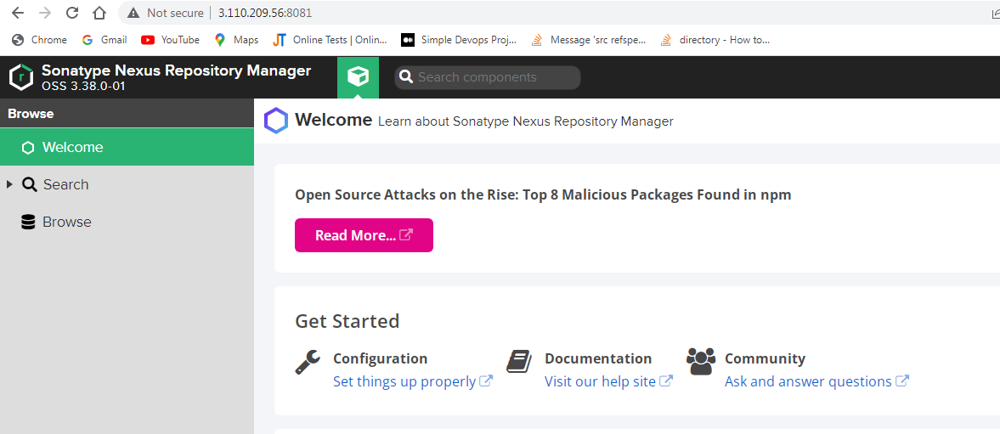 Not secure | 3.110.209.56:8081
Chrome Gmail YouTube Maps Online Tests | Onlin... Simple Devops Proj... Message 'src refspe... directory - How to...
Sonatype Nexus Repository Manager
OSS 3.38.0-01
Search components
Browse
Welcome
Search
Browse
Welcome Learn about Sonatype Nexus Repository Manager
Open Source Attacks on the Rise: Top 8 Malicious Packages Found in npm
Read More...
Get Started
Configuration Documentation Community
Set things up properly Visit our help site Ask and answer questions